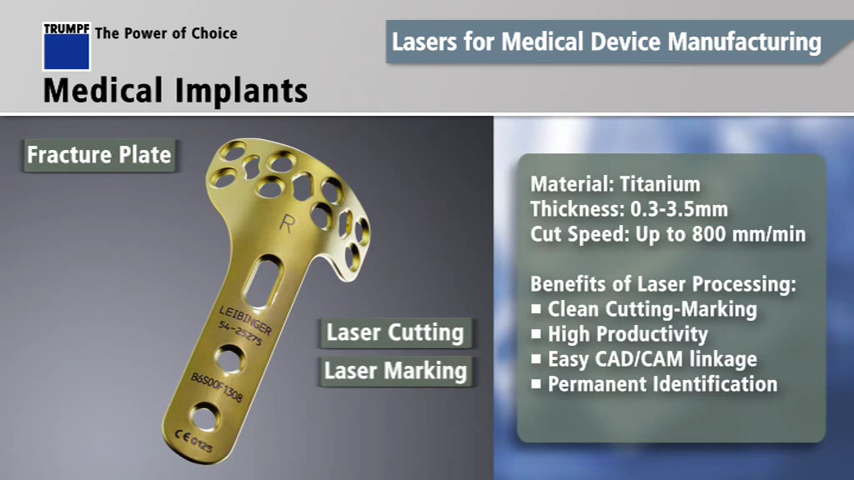 TRUMPF
The Power of Choice
Lasers for Medical Device Manufacturing
Medical Implants
Fracture Plate
R
LEIBINGER
54-25275
B6S00F1308
CE 0125
Laser Cutting
Laser Marking
Material: Titanium
Thickness: 0.3-3.5mm
Cut Speed: Up to 800 mm/min
Benefits of Laser Processing:
▪ Clean Cutting-Marking
▪ High Productivity
▪ Easy CAD/CAM linkage
▪ Permanent Identification